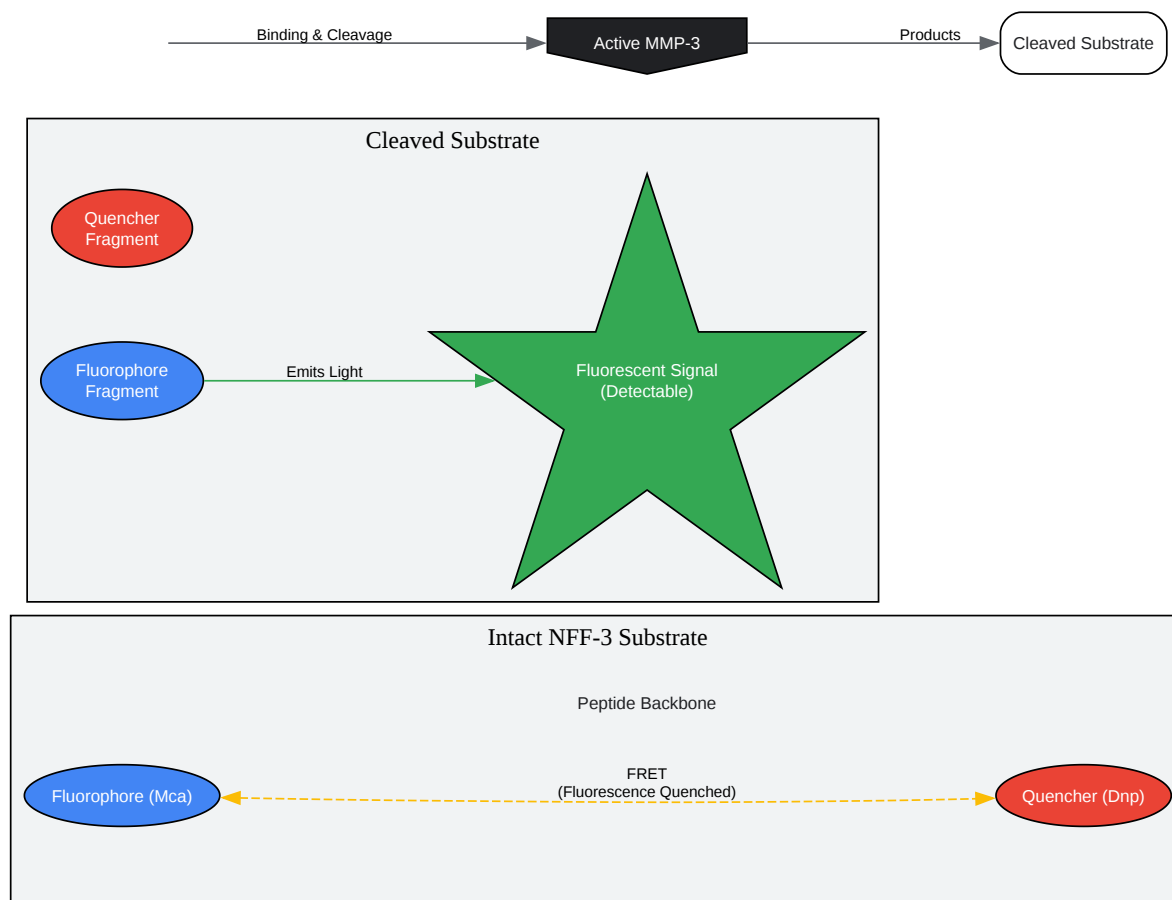 Binding & Cleavage
Active MMP-3
Products
Cleaved Substrate
Cleaved Substrate
Quencher
Fragment
Fluorophore
Fragment
Emits Light
Fluorescent Signal
(Detectable)
Intact NFF-3 Substrate
Peptide Backbone
Fluorophore (Mca)
FRET
(Fluorescence Quenched)
Quencher (Dnp)